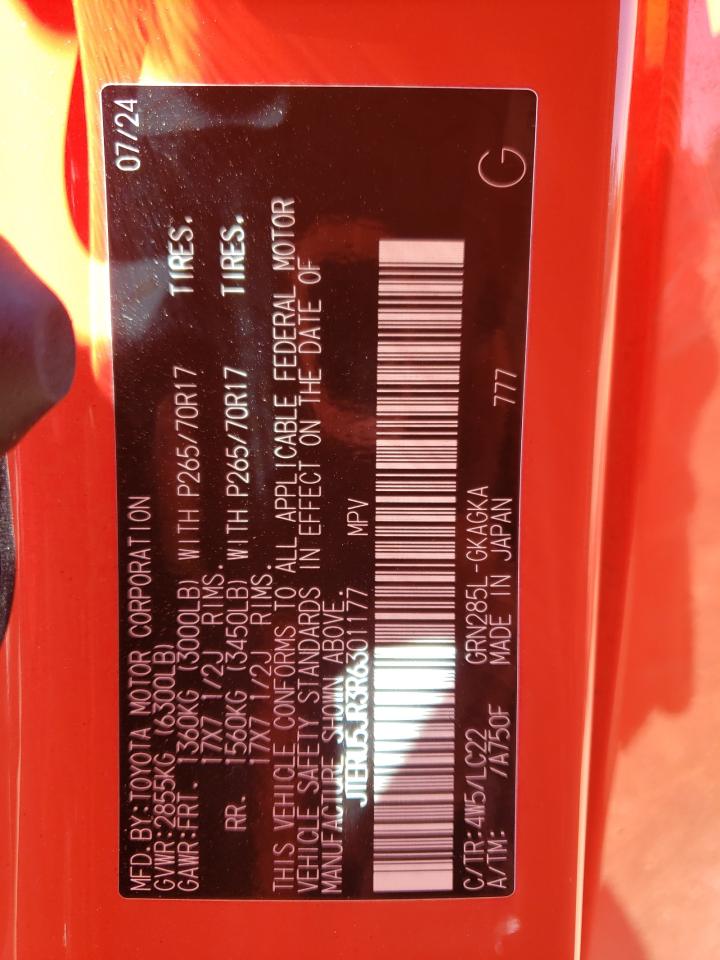 MFD.BY:TOYOTA MOTOR CORPORATION 07/24
GVWR:2855KG (6300LB)
GAWR:FRT. 1360KG (3000LB) WITH P265/70R17 TIRES.
17X7 1/2J RIMS.
RR. 1560KG (3450LB) WITH P265/70R17 TIRES.
17X7 1/2J RIMS.
THIS VEHICLE CONFORMS TO ALL APPLICABLE FEDERAL MOTOR
VEHICLE SAFETY STANDARDS IN EFFECT ON THE DATE OF
MANUFACTURE SHOWN ABOVE.
JTERU5JR3R6301177 MPV
C/TR:4W5/LC22 GRN285L-GKAGKA 777 G
A/TM: /A750F MADE IN JAPAN